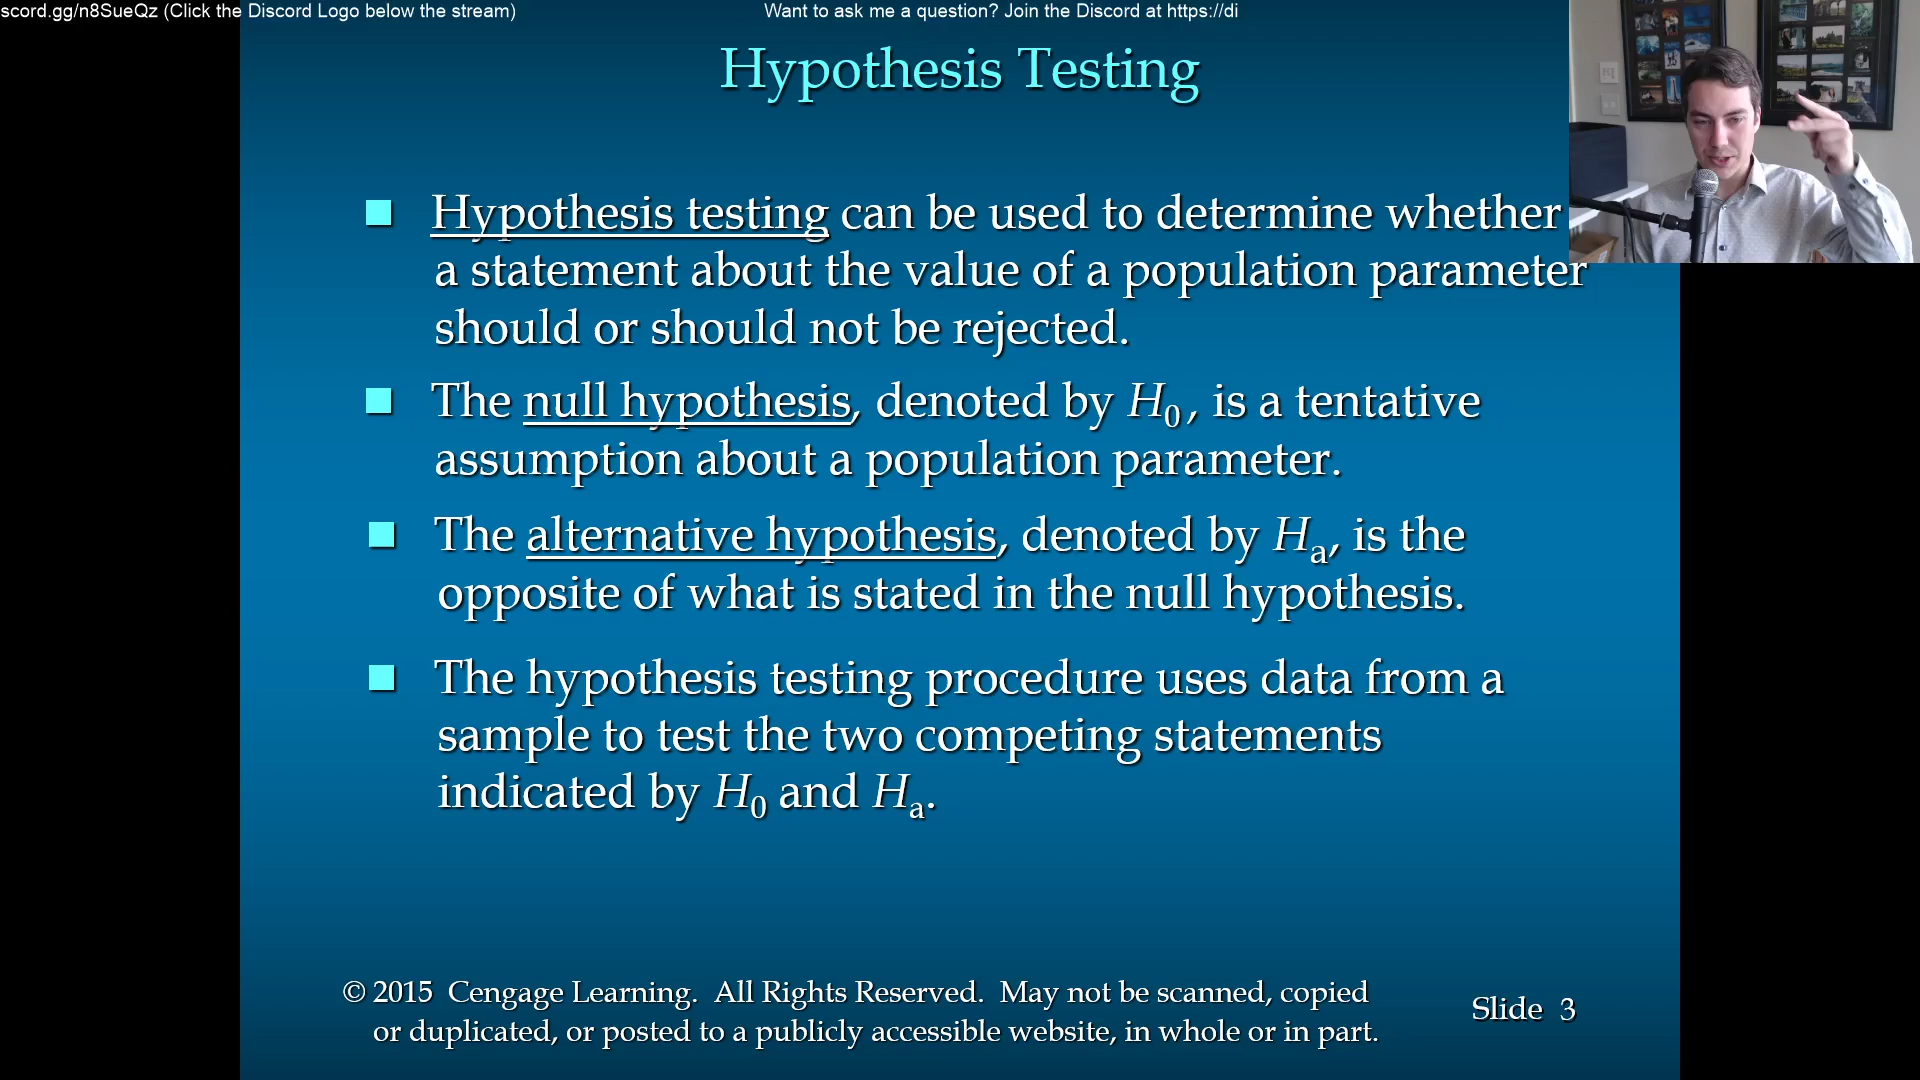 scord.gg/n8SueQz (Click the Discord Logo below the stream)
Want to ask me a question? Join the Discord at https://di
Hypothesis Testing
Hypothesis testing can be used to determine whether
a statement about the value of a population parameter
should or should not be rejected.
The null hypothesis, denoted by H0 , is a tentative
assumption about a population parameter.
The alternative hypothesis, denoted by Ha, is the
opposite of what is stated in the null hypothesis.
The hypothesis testing procedure uses data from a
sample to test the two competing statements
indicated by H0 and Ha.
© 2015 Cengage Learning. All Rights Reserved. May not be scanned, copied
or duplicated, or posted to a publicly accessible website, in whole or in part.
Slide 3